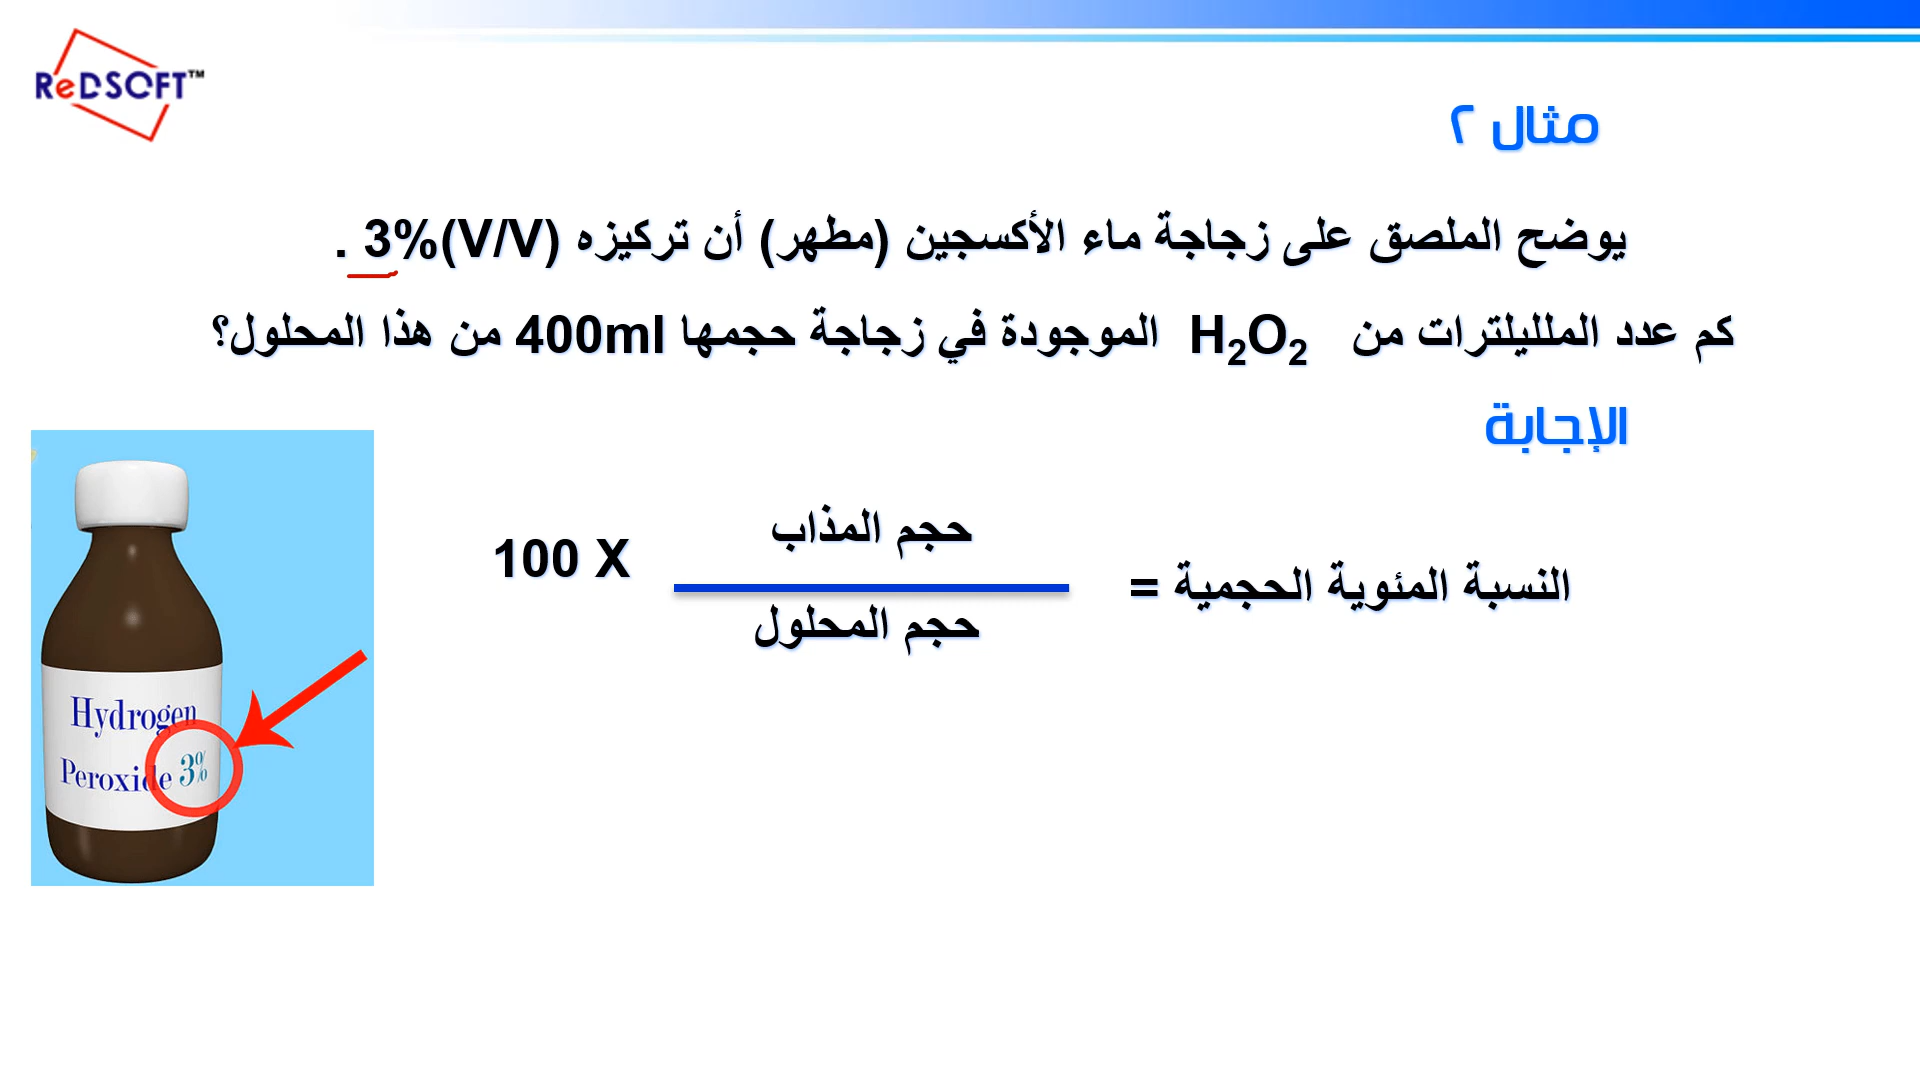 ReDSOFT™
مثال ٢
يوضح الملصق على زجاجة ماء الأكسجين (مطهر) أن تركيزه 3%(V/V) .
كم عدد الملليلترات من H₂O₂ الموجودة في زجاجة حجمها 400ml من هذا المحلول؟
الإجابة
النسبة المئوية الحجمية = حجم المذاب 100 X
حجم المحلول
Hydrogen
Peroxide 3%